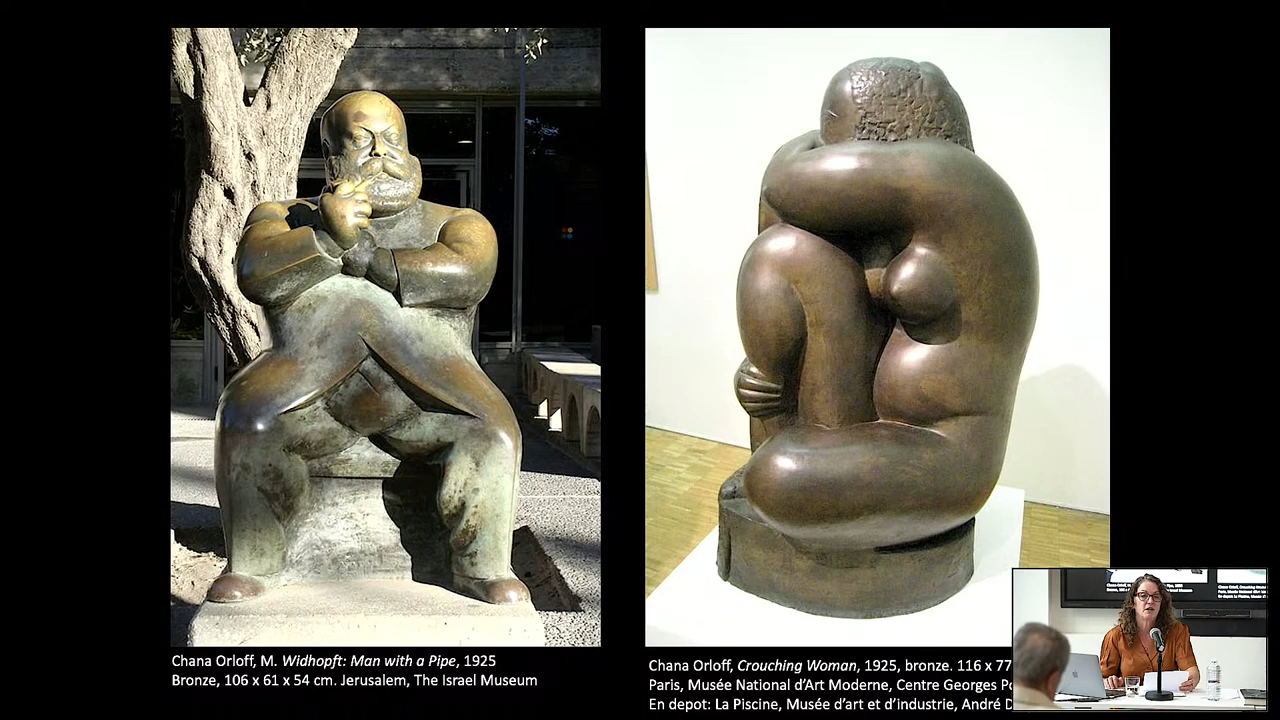 Chana Orloff, M. Widhopft: Man with a Pipe, 1925
Bronze, 106 x 61 x 54 cm. Jerusalem, The Israel Museum
Chana Orloff, Crouching Woman, 1925, bronze. 116 x 77
Paris, Musée National d'Art Moderne, Centre Georges
En depot: La Piscine, Musée d'art et d'industrie, André